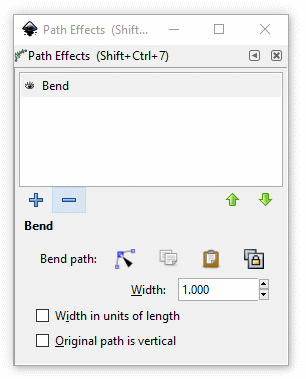 Path Effects (Shift...
Path Effects (Shift+Ctrl+7)
Bend
Bend
Bend path:
Width: 1.000
Width in units of length
Original path is vertical